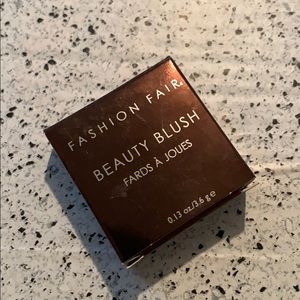 FASHION FAIR
BEAUTY BLUSH
FARDS À JOUES
0.13 oz./3.6 g e